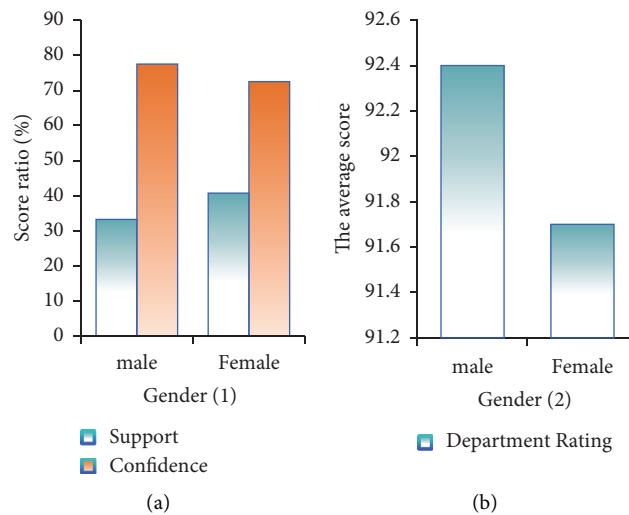 90
80
70
60
50
40
30
20
10
0
Score ratio (%)
male Female
Gender (1)
Support
Confidence
(a)
92.6
92.4
92.2
92
91.8
91.6
91.4
91.2
The average score
male Female
Gender (2)
Department Rating
(b)